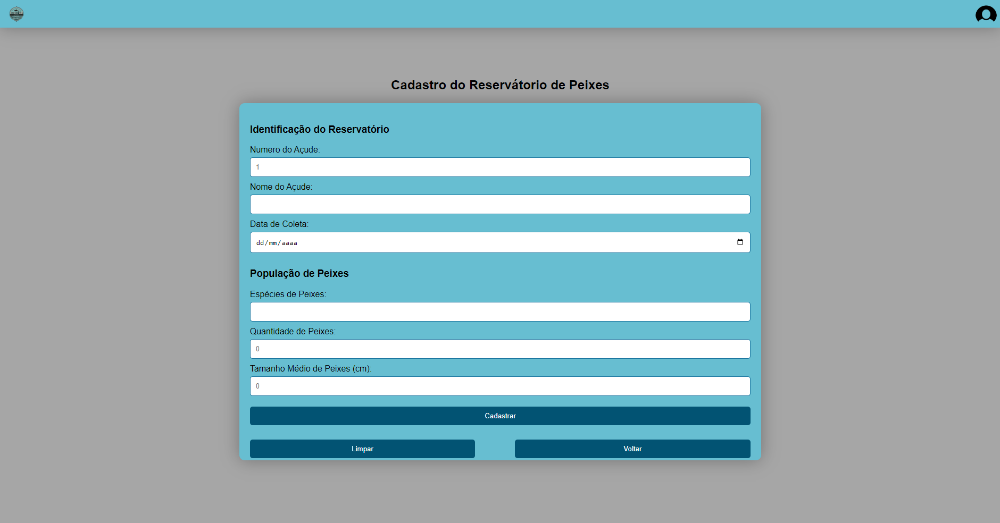 Cadastro do Reservátorio de Peixes
Identificação do Reservatório
Numero do Açude:
1
Nome do Açude:
Data de Coleta:
dd/mm/aaaa
População de Peixes
Espécies de Peixes:
Quantidade de Peixes:
0
Tamanho Médio de Peixes (cm):
0
Cadastrar
Limpar Voltar